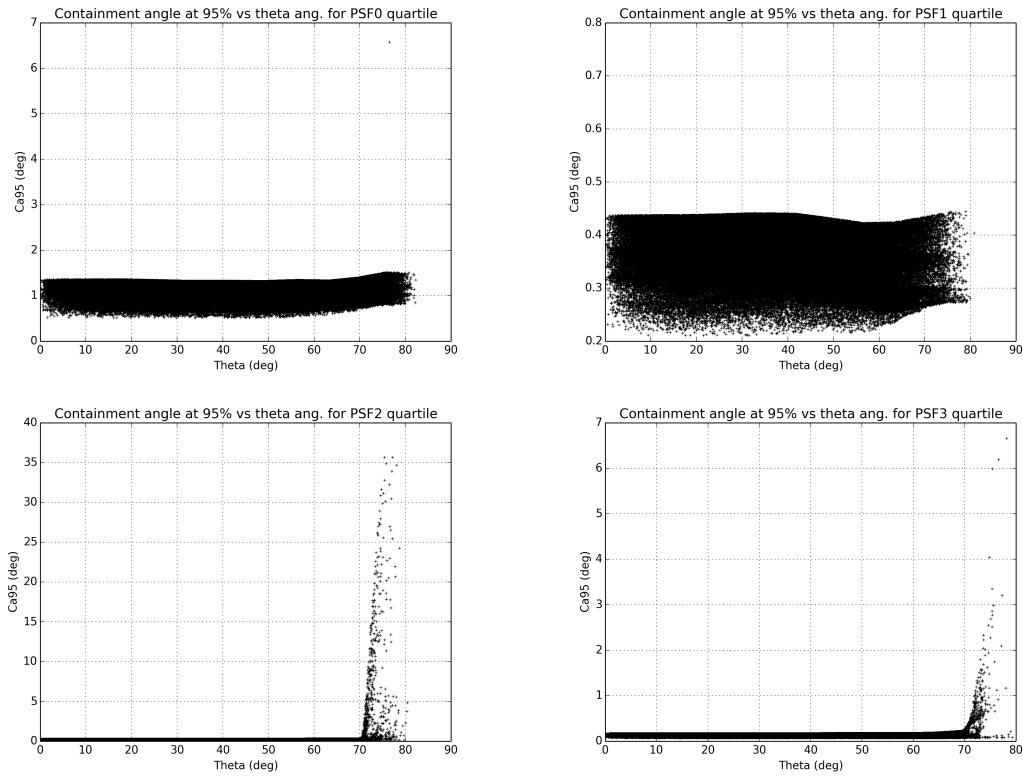 Containment angle at 95% vs theta ang. for PSF0 quartile
7
6
5
4
3
2
1
0
Ca95 (deg)
0 10 20 30 40 50 60 70 80 90
Theta (deg)
Containment angle at 95% vs theta ang. for PSF1 quartile
0.8
0.7
0.6
0.5
0.4
0.3
0.2
Ca95 (deg)
0 10 20 30 40 50 60 70 80 90
Theta (deg)
Containment angle at 95% vs theta ang. for PSF2 quartile
40
35
30
25
20
15
10
5
0
Ca95 (deg)
0 10 20 30 40 50 60 70 80 90
Theta (deg)
Containment angle at 95% vs theta ang. for PSF3 quartile
7
6
5
4
3
2
1
0
Ca95 (deg)
0 10 20 30 40 50 60 70 80
Theta (deg)